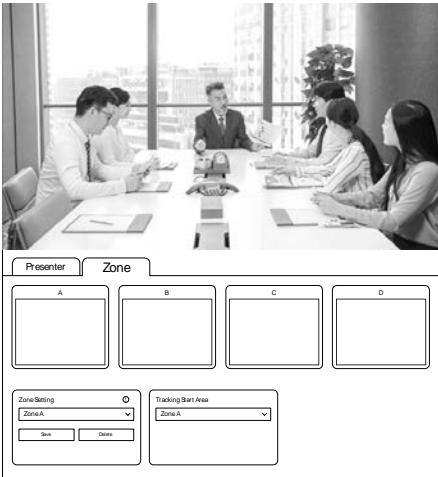 Presenter
Zone
A
B
C
D
Zone Setting
Tracking Start Area
Zone A
Zone A
Save
Delete